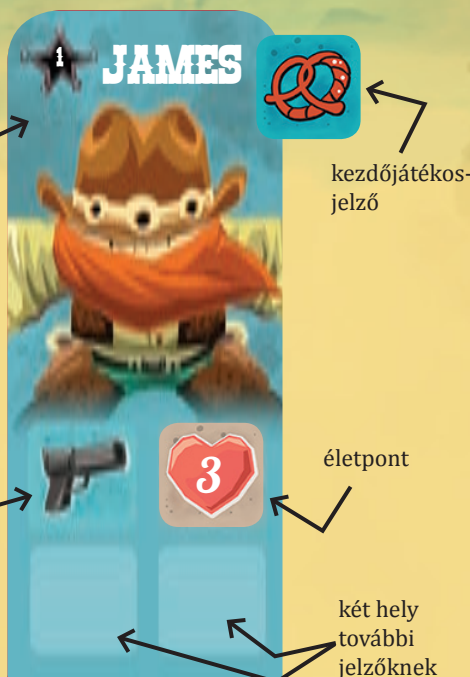 1
JAMES
kezdőjátékos-
jelző
3
életpont
két hely
további
jelzőknek